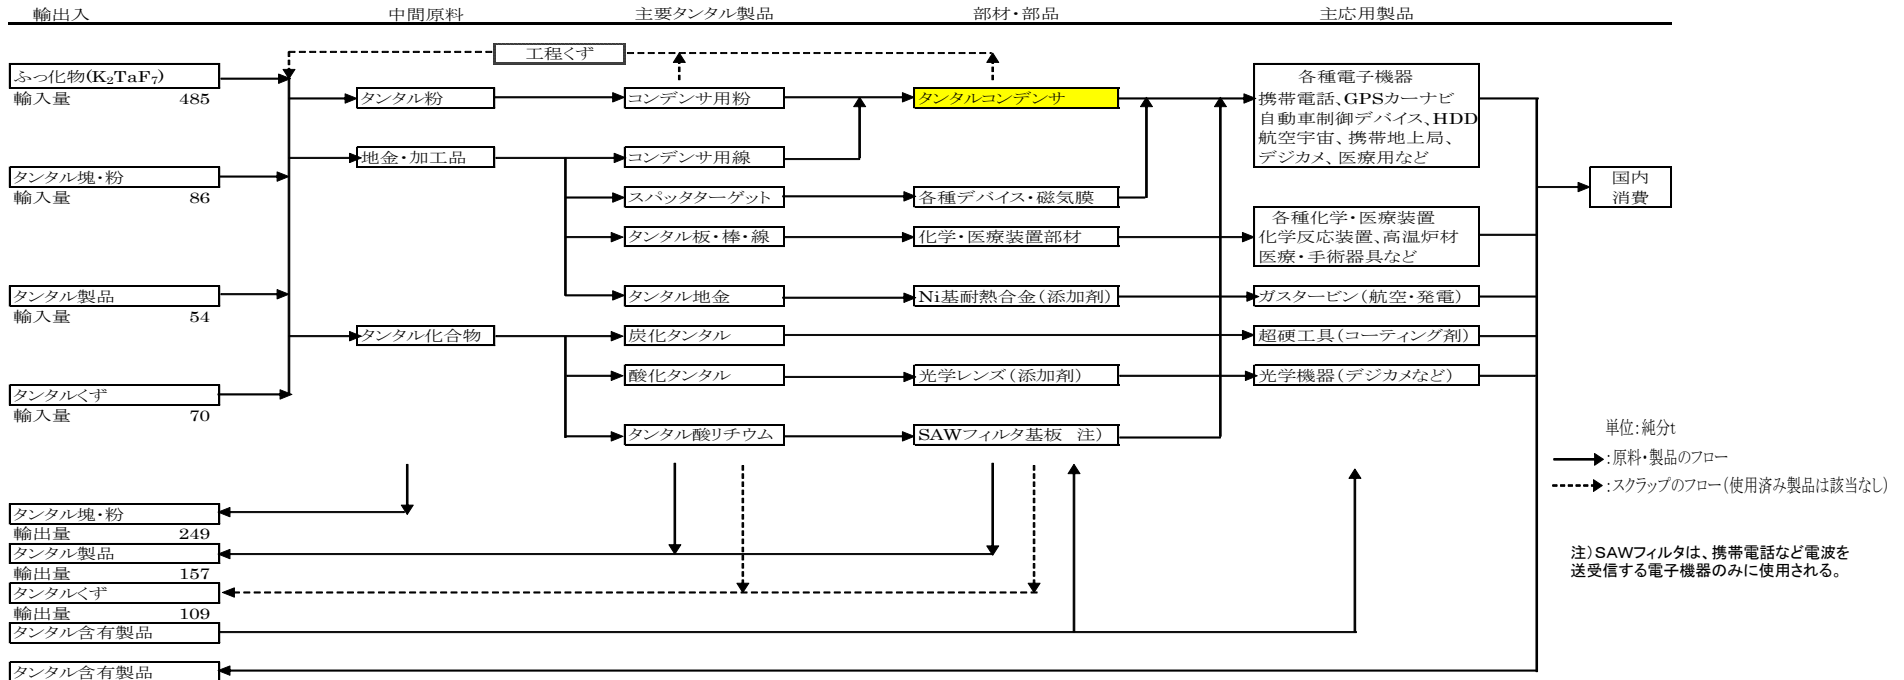 輸出入
中間原料
主要タンタル製品
部材・部品
主応用製品
工程くず
ふっ化物(K₂TaF₇)
輸入量 485
タンタル粉
コンデンサ用粉
タンタルコンデンサ
各種電子機器
携帯電話、GPSカーナビ
自動車制御デバイス、HDD
航空宇宙、携帯地上局、
デジカメ、医療用など
地金・加工品
コンデンサ用線
タンタル塊・粉
輸入量 86
スパッタターゲット
各種デバイス・磁気膜
国内
消費
タンタル板・棒・線
化学・医療装置部材
各種化学・医療装置
化学反応装置、高温炉材
医療・手術器具など
タンタル製品
輸入量 54
タンタル地金
Ni基耐熱合金(添加剤)
ガスタービン(航空・発電)
タンタル化合物
炭化タンタル
超硬工具(コーティング剤)
酸化タンタル
光学レンズ(添加剤)
光学機器(デジカメなど)
タンタルくず
輸入量 70
タンタル酸リチウム
SAWフィルタ基板 注)
単位:純分t
:原料・製品のフロー
:スクラップのフロー(使用済み製品は該当なし)
タンタル塊・粉
輸出量 249
タンタル製品
輸出量 157
タンタルくず
輸出量 109
タンタル含有製品
タンタル含有製品
注)SAWフィルタは、携帯電話など電波を
送受信する電子機器のみに使用される。